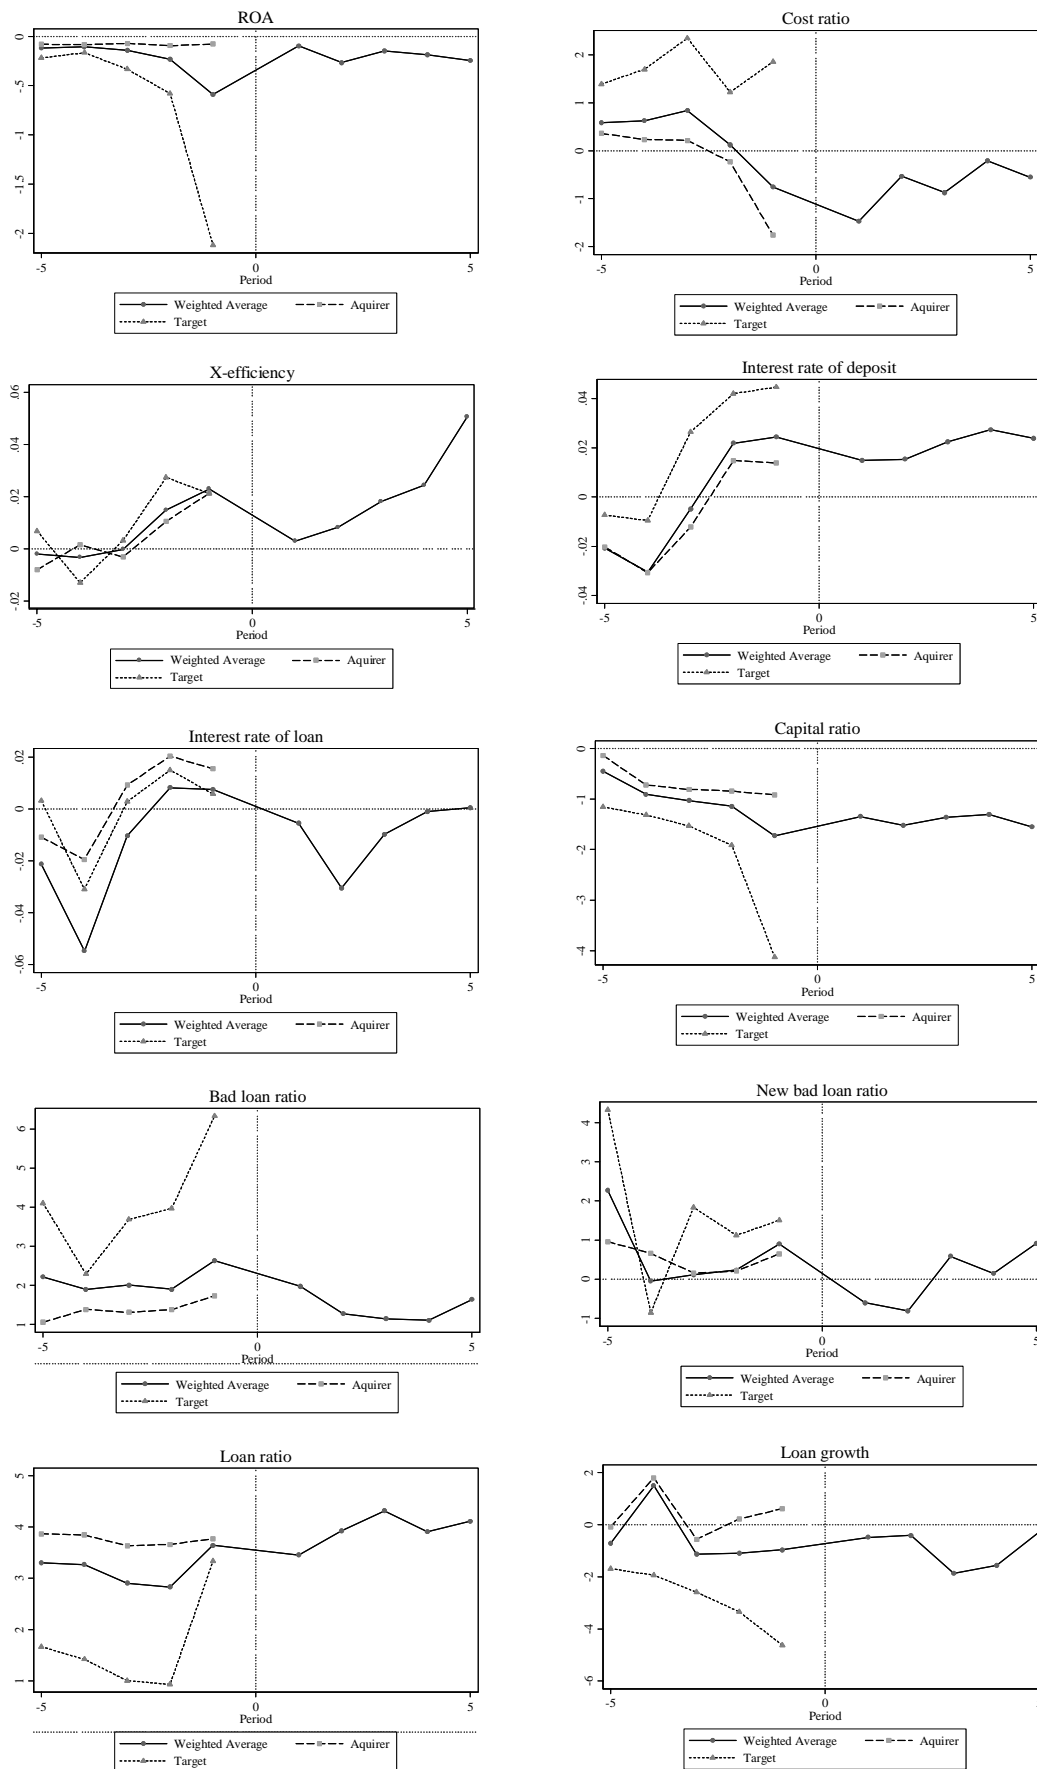 ROA
0
-.5
-1
-1.5
-2
-5
0
5
Period
Weighted Average
Aquirer
Target
Cost ratio
2
1
0
-1
-2
-5
0
5
Period
Weighted Average
Aquirer
Target
X-efficiency
.06
.04
.02
0
-.02
-5
0
5
Period
Weighted Average
Aquirer
Target
Interest rate of deposit
.04
.02
0
-.02
-.04
-5
0
5
Period
Weighted Average
Aquirer
Target
Interest rate of loan
.02
0
-.02
-.04
-.06
-5
0
5
Period
Weighted Average
Aquirer
Target
Capital ratio
0
-1
-2
-3
-4
-5
0
5
Period
Weighted Average
Aquirer
Target
Bad loan ratio
6
5
4
3
2
1
-5
0
5
Period
Weighted Average
Aquirer
Target
New bad loan ratio
4
3
2
1
0
-1
-5
0
5
Period
Weighted Average
Aquirer
Target
Loan ratio
5
4
3
2
1
-5
0
5
Period
Weighted Average
Aquirer
Target
Loan growth
2
0
-2
-4
-6
-5
0
5
Period
Weighted Average
Aquirer
Target